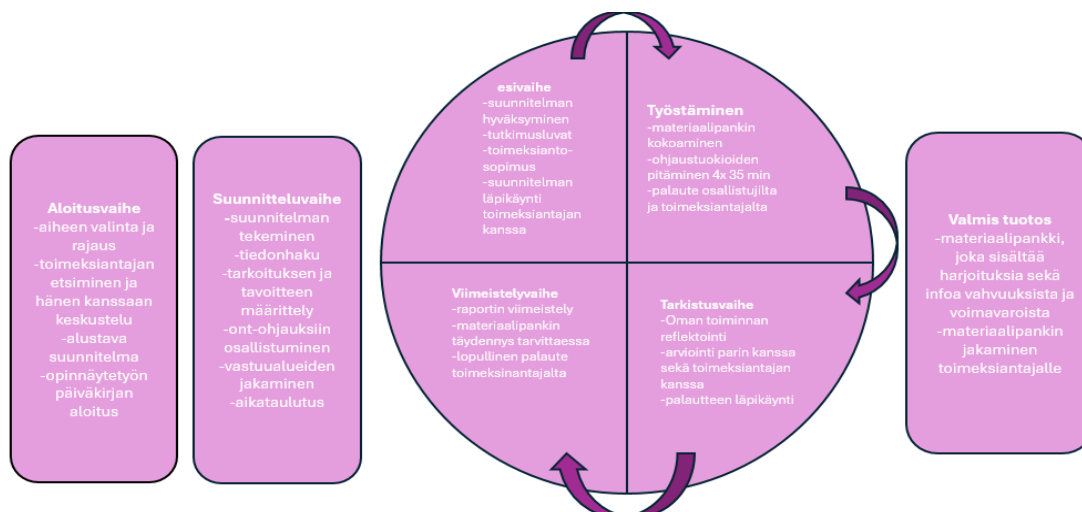 Aloitusvaihe
-aiheen valinta ja
rajaus
-toimeksiantajan
etsiminen ja
hänen kanssaan
keskustelu
-alustava
suunnitelma
-opinnäytetyön
päiväkirjan
aloitus
Suunnitteluvaihe
-suunnitelman
tekeminen
-tiedonhaku
-tarkoituksen ja
tavoitteen
määrittely
-ont-ohjauksiin
osallistuminen
-vastuualueiden
jakaminen
-aikataulutus
esivaihe
-suunnitelman
hyväksyminen
-tutkimusluvat
-toimeksianto-
sopimus
-suunnitelman
läpikäynti
toimeksiantajan
kanssa
Työstäminen
-materiaalipankin
kokoaminen
-ohjaustuokioiden
pitäminen 4x 35 min
-palaute osallistujilta
ja toimeksiantajalta
Tarkistusvaihe
-Oman toiminnan
reflektointi
-arviointi parin kanssa
sekä toimeksiantajan
kanssa
-palautteen läpikäynti
Viimeistelyvaihe
-raportin viimeistely
-materiaalipankin
täydennys tarvittaessa
-lopullinen palaute
toimeksinantajalta
Valmis tuotos
-materiaalipankki,
joka sisältää
harjoituksia sekä
infoa vahvuuksista ja
voimavaroista
-materiaalipankin
jakaminen
toimeksiantajalle